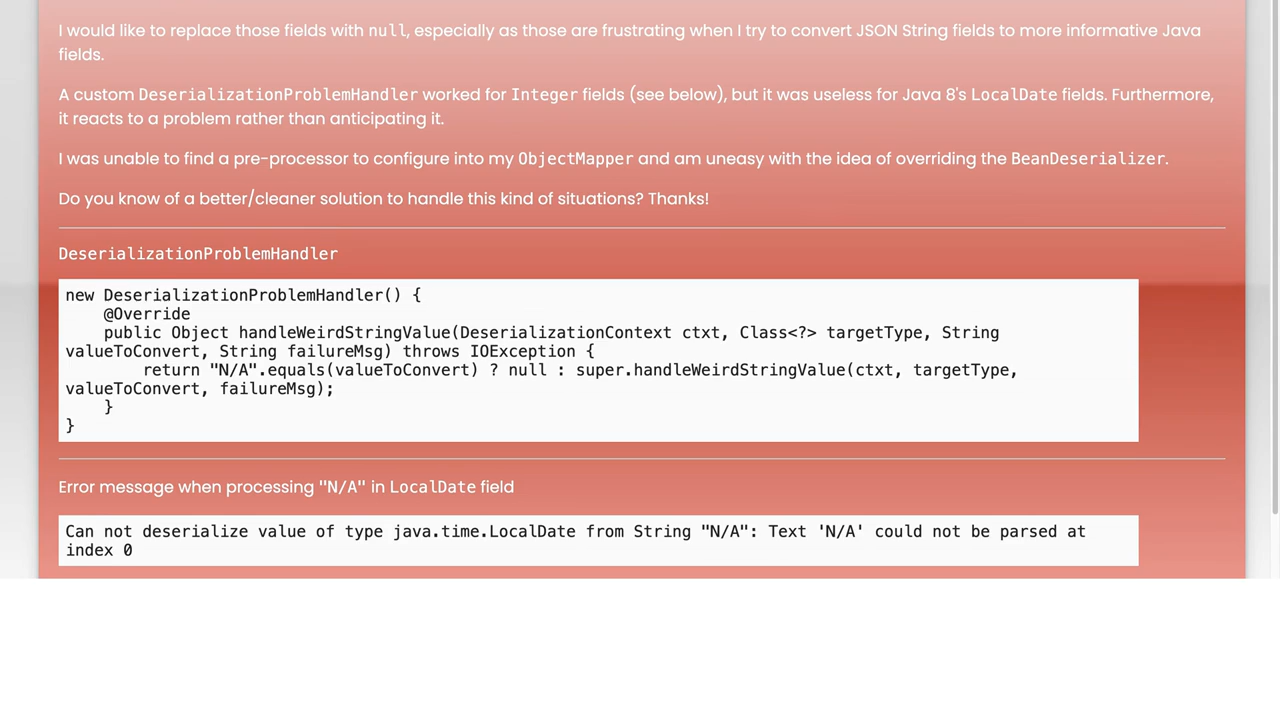 I would like to replace those fields with null, especially as those are frustrating when I try to convert JSON String fields to more informative Java
fields.
A custom DeserializationProblemHandler worked for Integer fields (see below), but it was useless for Java 8's LocalDate fields. Furthermore,
it reacts to a problem rather than anticipating it.
I was unable to find a pre-processor to configure into my ObjectMapper and am uneasy with the idea of overriding the BeanDeserializer.
Do you know of a better/cleaner solution to handle this kind of situations? Thanks!
DeserializationProblemHandler
new DeserializationProblemHandler() {
    @Override
    public Object handleWeirdStringValue(DeserializationContext ctxt, Class<?> targetType, String
valueToConvert, String failureMsg) throws IOException {
        return "N/A".equals(valueToConvert) ? null : super.handleWeirdStringValue(ctxt, targetType,
valueToConvert, failureMsg);
    }
}
Error message when processing "N/A" in LocalDate field
Can not deserialize value of type java.time.LocalDate from String "N/A": Text 'N/A' could not be parsed at
index 0